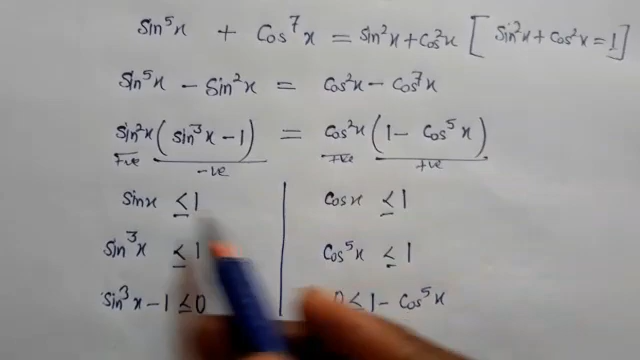 Sin⁵x + Cos⁷x = Sin²x + Cos²x [Sin²x + Cos²x = 1]
Sin⁵x - Sin²x = Cos²x - Cos⁷x
Sin²x (Sin³x - 1) = Cos²x (1 - Cos⁵x)
+ve -ve +ve +ve
Sinx ≤ 1 Cosx ≤ 1
Sin³x ≤ 1 Cos⁵x ≤ 1
Sin³x - 1 ≤ 0 0 ≤ 1 - Cos⁵x